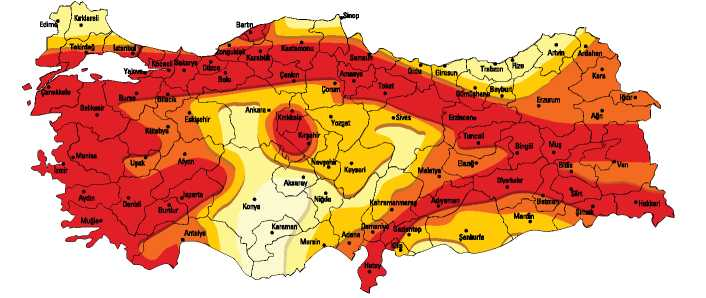 Kırklareli
Edirne
Tekirdağ
İstanbul
Yalova
Kocaeli
Sakarya
Düzce
Bolu
Zonguldak
Bartın
Karabük
Kastamonu
Sinop
Çankırı
Samsun
Amasya
Çorum
Tokat
Ordu
Giresun
Trabzon
Rize
Artvin
Ardahan
Kars
Gümüşhane
Bayburt
Erzurum
Iğdır
Ağrı
Çanakkale
Balıkesir
Bursa
Bilecik
Kütahya
Eskişehir
Ankara
Kırıkkale
Kırşehir
Yozgat
Sivas
Erzincan
Tunceli
Bingöl
Muş
Bitlis
Van
Manisa
İzmir
Uşak
Afyon
Nevşehir
Kayseri
Malatya
Elazığ
Diyarbakır
Batman
Siirt
Şırnak
Hakkari
Aydın
Denizli
Isparta
Burdur
Muğla
Antalya
Konya
Aksaray
Niğde
Karaman
Mersin
Adana
Kahramanmaraş
Adıyaman
Osmaniye
Gaziantep
Kilis
Hatay
Şanlıurfa
Mardin